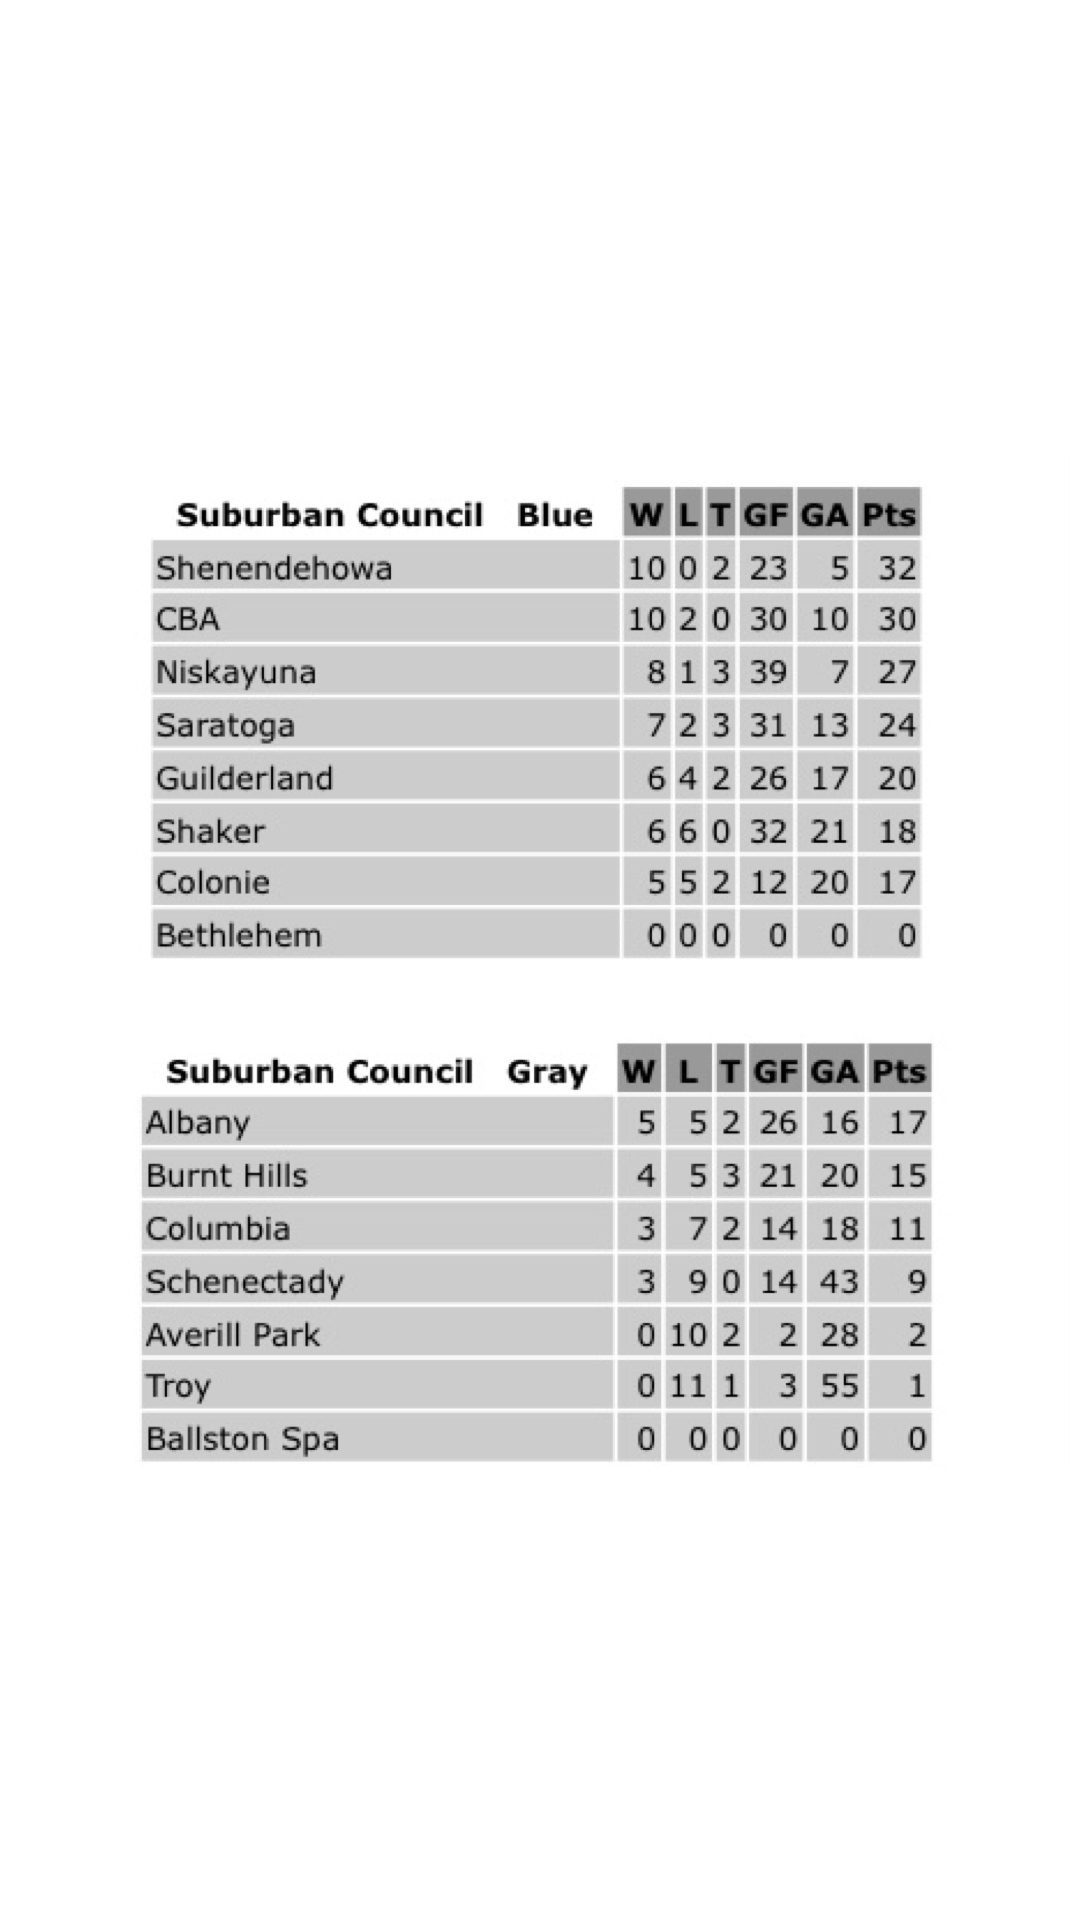 Suburban Council Blue W L T GF GA Pts
Shenendehowa 10 0 2 23 5 32
CBA 10 2 0 30 10 30
Niskayuna 8 1 3 39 7 27
Saratoga 7 2 3 31 13 24
Guilderland 6 4 2 26 17 20
Shaker 6 6 0 32 21 18
Colonie 5 5 2 12 20 17
Bethlehem 0 0 0 0 0 0
Suburban Council Gray W L T GF GA Pts
Albany 5 5 2 26 16 17
Burnt Hills 4 5 3 21 20 15
Columbia 3 7 2 14 18 11
Schenectady 3 9 0 14 43 9
Averill Park 0 10 2 2 28 2
Troy 0 11 1 3 55 1
Ballston Spa 0 0 0 0 0 0